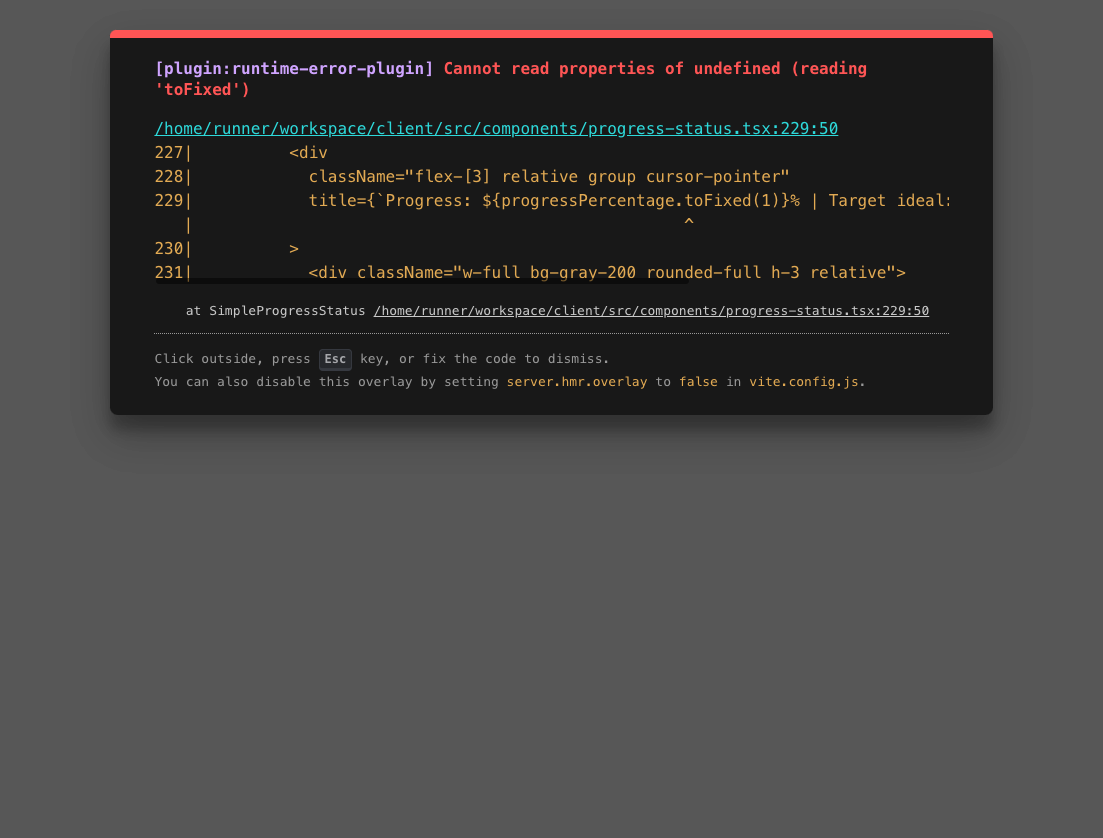 [plugin:runtime-error-plugin] Cannot read properties of undefined (reading
'toFixed')
/home/runner/workspace/client/src/components/progress-status.tsx:229:50
227|          <div
228|            className="flex-[3] relative group cursor-pointer"
229|            title={`Progress: ${progressPercentage.toFixed(1)}% | Target ideal:
   |                                                   ^
230|          >
231|            <div className="w-full bg-gray-200 rounded-full h-3 relative">
at SimpleProgressStatus /home/runner/workspace/client/src/components/progress-status.tsx:229:50
Click outside, press Esc key, or fix the code to dismiss.
You can also disable this overlay by setting server.hmr.overlay to false in vite.config.js.